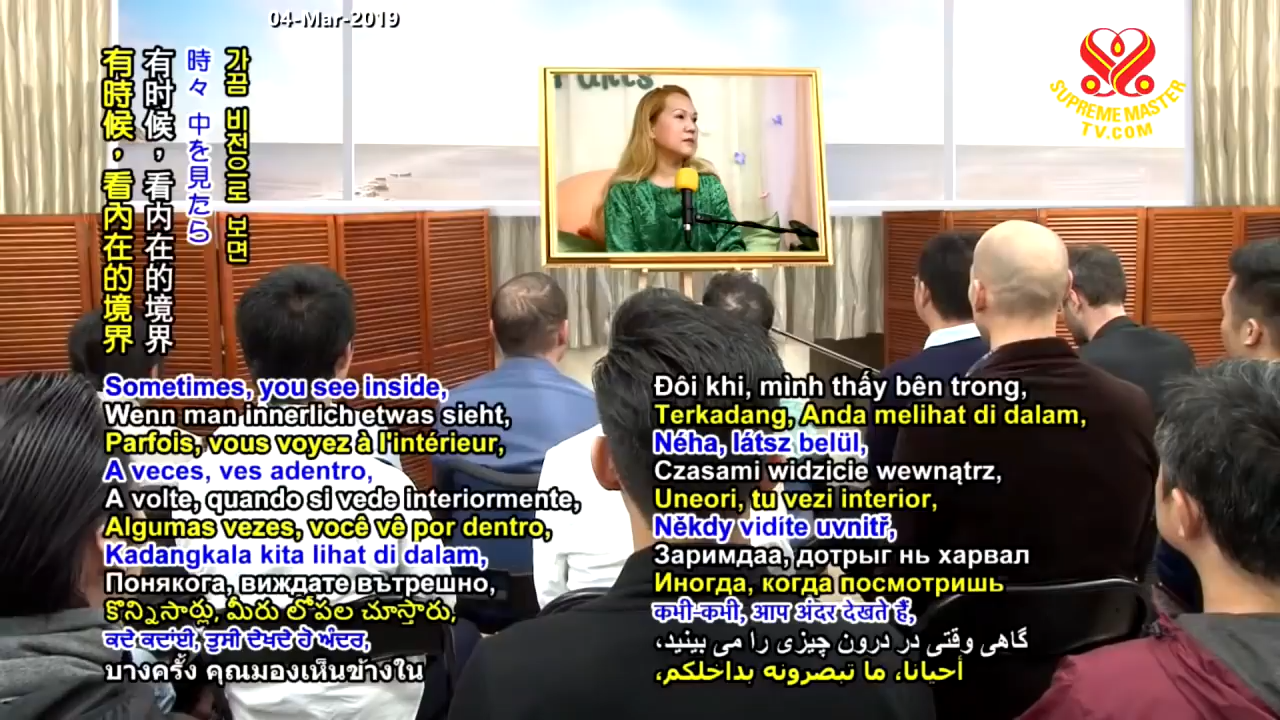 04-Mar-2019
SUPREME MASTER
TV.COM
가끔 비전으로 보면
時々 中を見たら
有时候，看内在的境界
有時候，看內在的境界
Sometimes, you see inside,
Wenn man innerlich etwas sieht,
Parfois, vous voyez à l'intérieur,
A veces, ves adentro,
A volte, quando si vede interiormente,
Algumas vezes, você vê por dentro,
Kadangkala kita lihat di dalam,
Понякога, виждате вътрешно,
కొన్నిసార్లు, మీరు లోపల చూస్తారు,
ਕਦੇ ਕਦਾਂਈ, ਤੁਸੀ ਦੇਖਦੇ ਹੋ ਅੰਦਰ,
บางครั้ง คุณมองเห็นข้างใน
Đôi khi, mình thấy bên trong,
Terkadang, Anda melihat di dalam,
Néha, látsz belül,
Czasami widzicie wewnątrz,
Uneori, tu vezi interior,
Někdy vidíte uvnitř,
Заримдаа, дотрыг нь харвал
Иногда, когда посмотришь
कभी-कभी, आप अंदर देखते हैं,
گاهی وقتی در درون چیزی را می بینید،
أحيانا، ما تبصرونه بداخلكم،